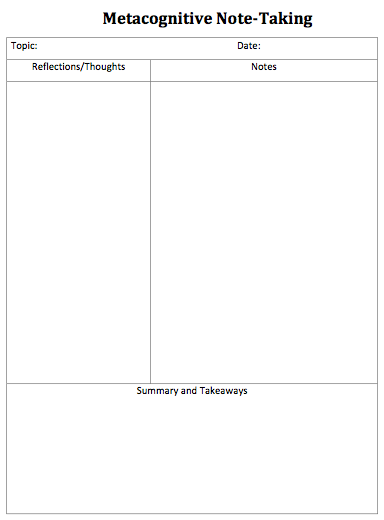 Metacognitive Note-Taking
Topic: Date:
Reflections/Thoughts Notes
Summary and Takeaways